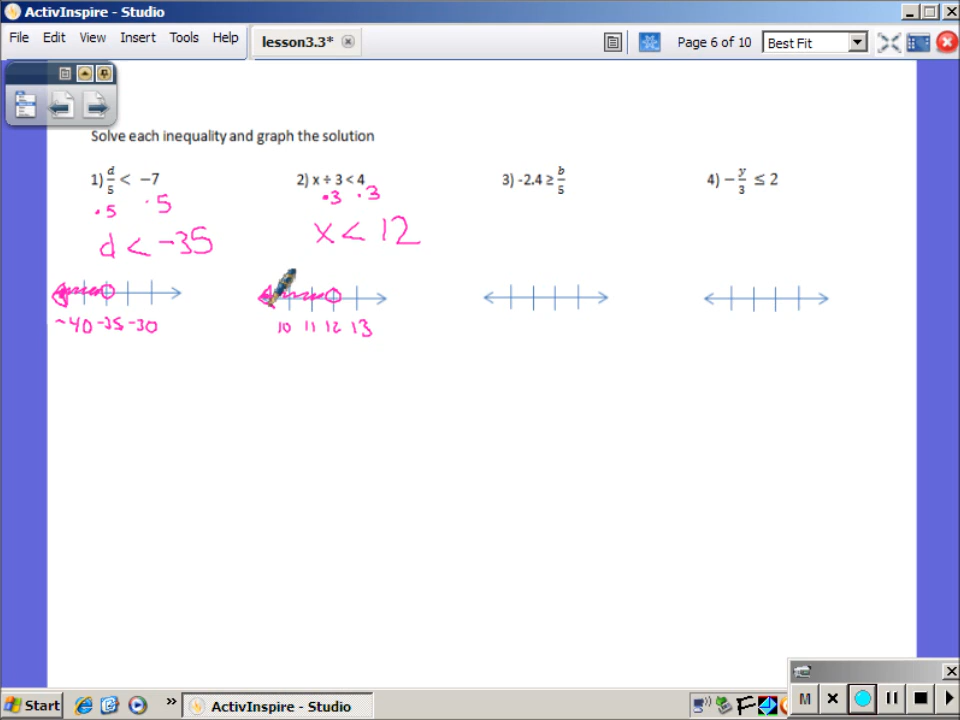 ActivInspire - Studio
File Edit View Insert Tools Help
lesson3.3*
Page 6 of 10
Best Fit
Solve each inequality and graph the solution
1) d/5 < −7
2) x ÷ 3 < 4
3) -2.4 ≥ b/5
4) − y/3 ≤ 2
·5 ·5
·3 ·3
d < -35
x < 12
-40 -35 -30
10 11 12 13
M
Start
»
ActivInspire - Studio